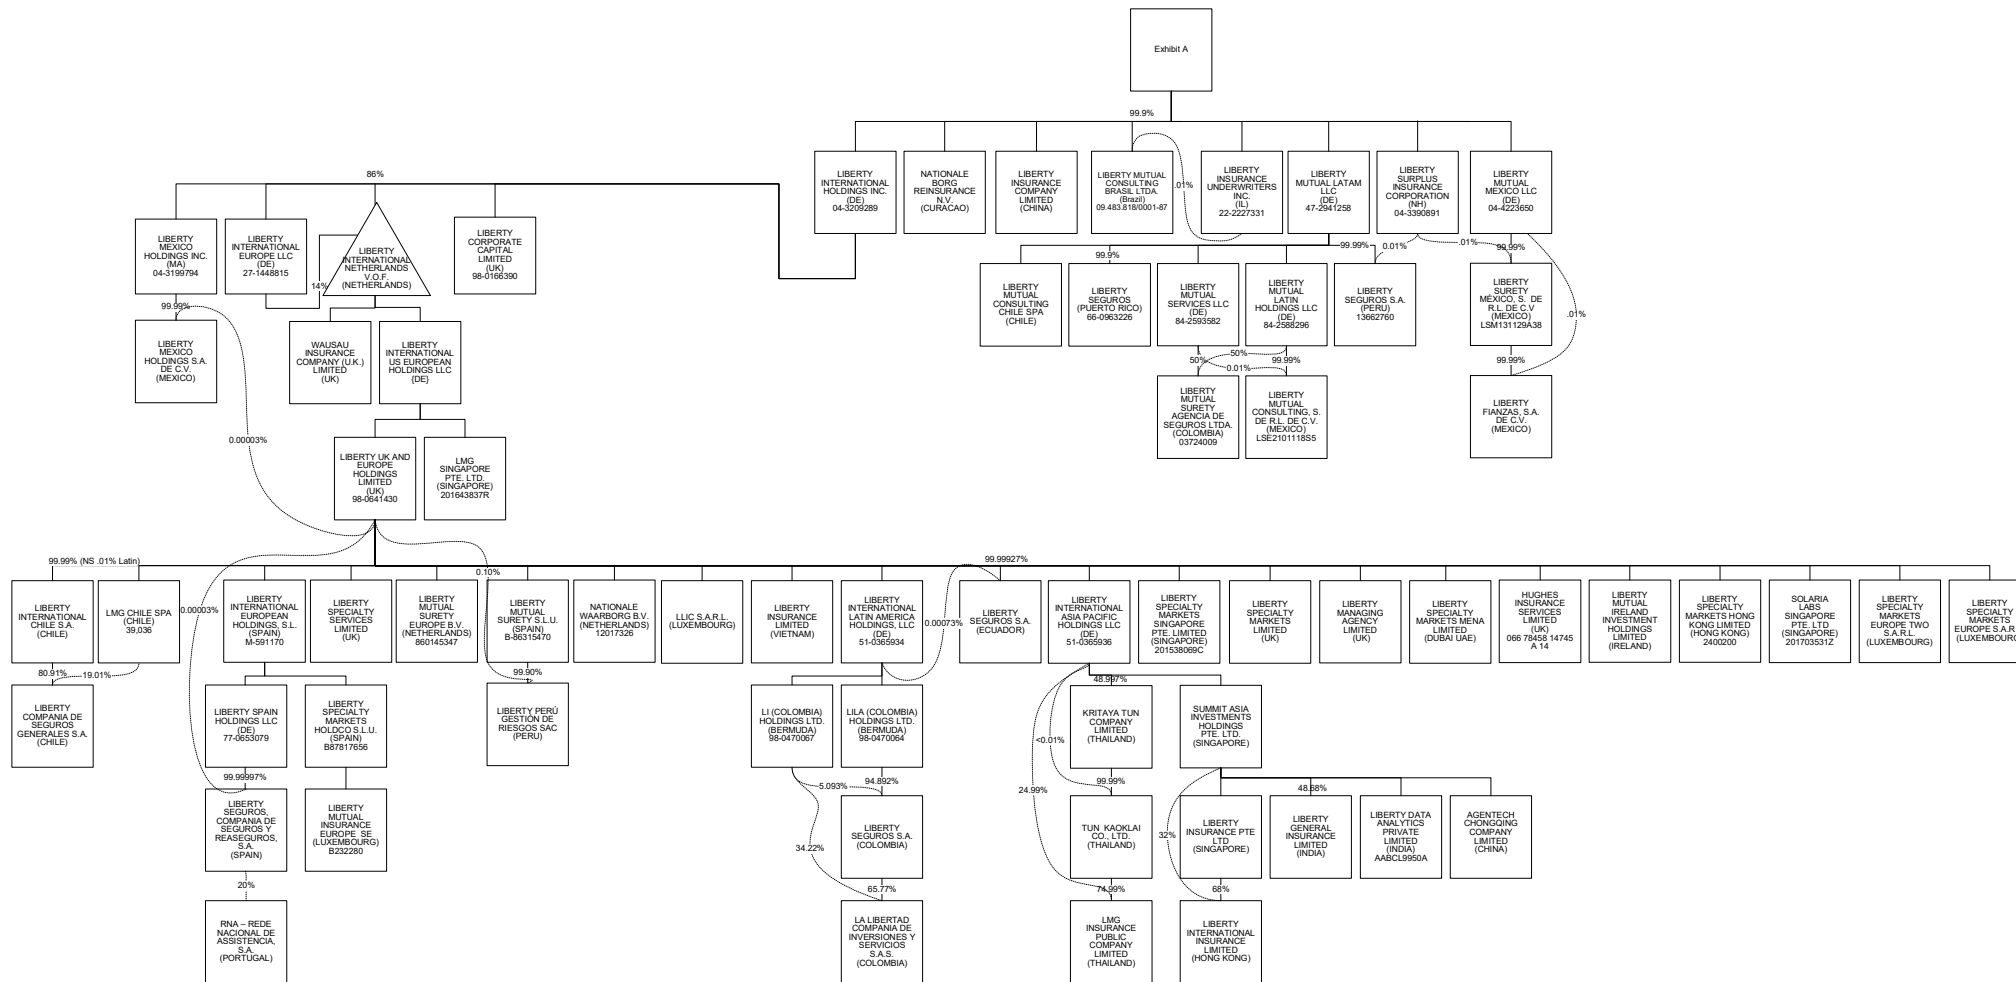 Exhibit A
99.9%
LIBERTY
INTERNATIONAL
HOLDINGS INC.
(DE)
04-3209289
NATIONALE
BORG
REINSURANCE
N.V.
(CURACAO)
LIBERTY
INSURANCE
COMPANY
LIMITED
(CHINA)
LIBERTY MUTUAL
CONSULTING
BRASIL LTDA.
(Brazil)
09.483.818/0001-87
.01%
LIBERTY
INSURANCE
UNDERWRITERS
INC.
(IL)
22-2227331
LIBERTY
MUTUAL LATAM
LLC
(DE)
47-2941258
LIBERTY
SURPLUS
INSURANCE
CORPORATION
(NH)
04-3390891
LIBERTY
MUTUAL
MEXICO LLC
(DE)
04-4223650
86%
LIBERTY
MEXICO
HOLDINGS INC.
(MA)
04-3199794
LIBERTY
INTERNATIONAL
EUROPE LLC
(DE)
27-1448815
14%
LIBERTY
INTERNATIONAL
NETHERLANDS
V.O.F.
(NETHERLANDS)
LIBERTY
CORPORATE
CAPITAL
LIMITED
(UK)
98-0166390
99.9%
99.99%
0.01%
.01%
99.99%
LIBERTY
MUTUAL
CONSULTING
CHILE SPA
(CHILE)
LIBERTY
SEGUROS
(PUERTO RICO)
66-0963226
LIBERTY
MUTUAL
SERVICES LLC
(DE)
84-2593582
LIBERTY
MUTUAL
LATIN
HOLDINGS LLC
(DE)
84-2588296
LIBERTY
SEGUROS S.A.
(PERU)
13662760
LIBERTY
SURETY
MÉXICO, S. DE
R.L. DE C.V
(MEXICO)
LSM131129A38
.01%
99.99%
LIBERTY
MEXICO
HOLDINGS S.A.
DE C.V.
(MEXICO)
WAUSAU
INSURANCE
COMPANY (U.K.)
LIMITED
(UK)
LIBERTY
INTERNATIONAL
US EUROPEAN
HOLDINGS LLC
{DE}
50%
50%
99.99%
0.01%
99.99%
LIBERTY
MUTUAL
SURETY
AGENCIA DE
SEGUROS LTDA.
(COLOMBIA)
03724009
LIBERTY
MUTUAL
CONSULTING, S.
DE R.L. DE C.V.
(MEXICO)
LSE2101118S5
LIBERTY
FIANZAS, S.A.
DE C.V.
(MEXICO)
0.00003%
LIBERTY UK AND
EUROPE
HOLDINGS
LIMITED
(UK)
98-0641430
LMG
SINGAPORE
PTE. LTD.
(SINGAPORE)
201643837R
99.99% (NS .01% Latin)
99.99927%
0.00003%
0.10%
0.00073%
LIBERTY
INTERNATIONAL
CHILE S.A.
(CHILE)
LMG CHILE SPA
(CHILE)
39,036
LIBERTY
INTERNATIONAL
EUROPEAN
HOLDINGS, S.L.
(SPAIN)
M-591170
LIBERTY
SPECIALTY
SERVICES
LIMITED
(UK)
LIBERTY
MUTUAL
SURETY
EUROPE B.V.
(NETHERLANDS)
860145347
LIBERTY
MUTUAL
SURETY S.L.U.
(SPAIN)
B-86315470
NATIONALE
WAARBORG B.V.
(NETHERLANDS)
12017326
LLIC S.A.R.L.
(LUXEMBOURG)
LIBERTY
INSURANCE
LIMITED
(VIETNAM)
LIBERTY
INTERNATIONAL
LATIN AMERICA
HOLDINGS, LLC
(DE)
51-0365934
LIBERTY
SEGUROS S.A.
(ECUADOR)
LIBERTY
INTERNATIONAL
ASIA PACIFIC
HOLDINGS LLC
(DE)
51-0365936
LIBERTY
SPECIALTY
MARKETS
SINGAPORE
PTE. LIMITED
(SINGAPORE)
201538069C
LIBERTY
SPECIALTY
MARKETS
LIMITED
(UK)
LIBERTY
MANAGING
AGENCY
LIMITED
(UK)
LIBERTY
SPECIALTY
MARKETS MENA
LIMITED
(DUBAI UAE)
HUGHES
INSURANCE
SERVICES
LIMITED
(UK)
066 78458 14745
A 14
LIBERTY
MUTUAL
IRELAND
INVESTMENT
HOLDINGS
LIMITED
(IRELAND)
LIBERTY
SPECIALTY
MARKETS HONG
KONG LIMITED
(HONG KONG)
2400200
SOLARIA
LABS
SINGAPORE
PTE. LTD
(SINGAPORE)
201703531Z
LIBERTY
SPECIALTY
MARKETS
EUROPE TWO
S.A.R.L.
(LUXEMBOURG)
LIBERTY
SPECIALTY
MARKETS
EUROPE S.A.R.
(LUXEMBOURG
80.91%
19.01%
99.90%
48.997%
LIBERTY
COMPANIA DE
SEGUROS
GENERALES S.A.
(CHILE)
LIBERTY SPAIN
HOLDINGS LLC
(DE)
77-0653079
LIBERTY
SPECIALTY
MARKETS
HOLDCO S.L.U.
(SPAIN)
B87817656
LIBERTY PERÚ
GESTIÓN DE
RIESGOS SAC
(PERU)
LI (COLOMBIA)
HOLDINGS LTD.
(BERMUDA)
98-0470067
LILA (COLOMBIA)
HOLDINGS LTD.
(BERMUDA)
98-0470064
KRITAYA TUN
COMPANY
LIMITED
(THAILAND)
SUMMIT ASIA
INVESTMENTS
HOLDINGS
PTE. LTD.
(SINGAPORE)
<0.01%
99.99997%
5.093%
94.892%
24.99%
99.99%
48.68%
LIBERTY
SEGUROS,
COMPANIA DE
SEGUROS Y
REASEGUROS,
S.A.
(SPAIN)
LIBERTY
MUTUAL
INSURANCE
EUROPE SE
(LUXEMBOURG)
B232280
34.22%
LIBERTY
SEGUROS S.A.
(COLOMBIA)
TUN KAOKLAI
CO., LTD.
(THAILAND)
32%
LIBERTY
INSURANCE PTE
LTD
(SINGAPORE)
LIBERTY
GENERAL
INSURANCE
LIMITED
(INDIA)
LIBERTY DATA
ANALYTICS
PRIVATE
LIMITED
(INDIA)
AABCL9950A
AGENTECH
CHONGQING
COMPANY
LIMITED
(CHINA)
20%
65.77%
74.99%
68%
RNA – REDE
NACIONAL DE
ASSISTENCIA,
S.A.
(PORTUGAL)
LA LIBERTAD
COMPANIA DE
INVERSIONES Y
SERVICIOS
S.A.S.
(COLOMBIA)
LMG
INSURANCE
PUBLIC
COMPANY
LIMITED
(THAILAND)
LIBERTY
INTERNATIONAL
INSURANCE
LIMITED
(HONG KONG)